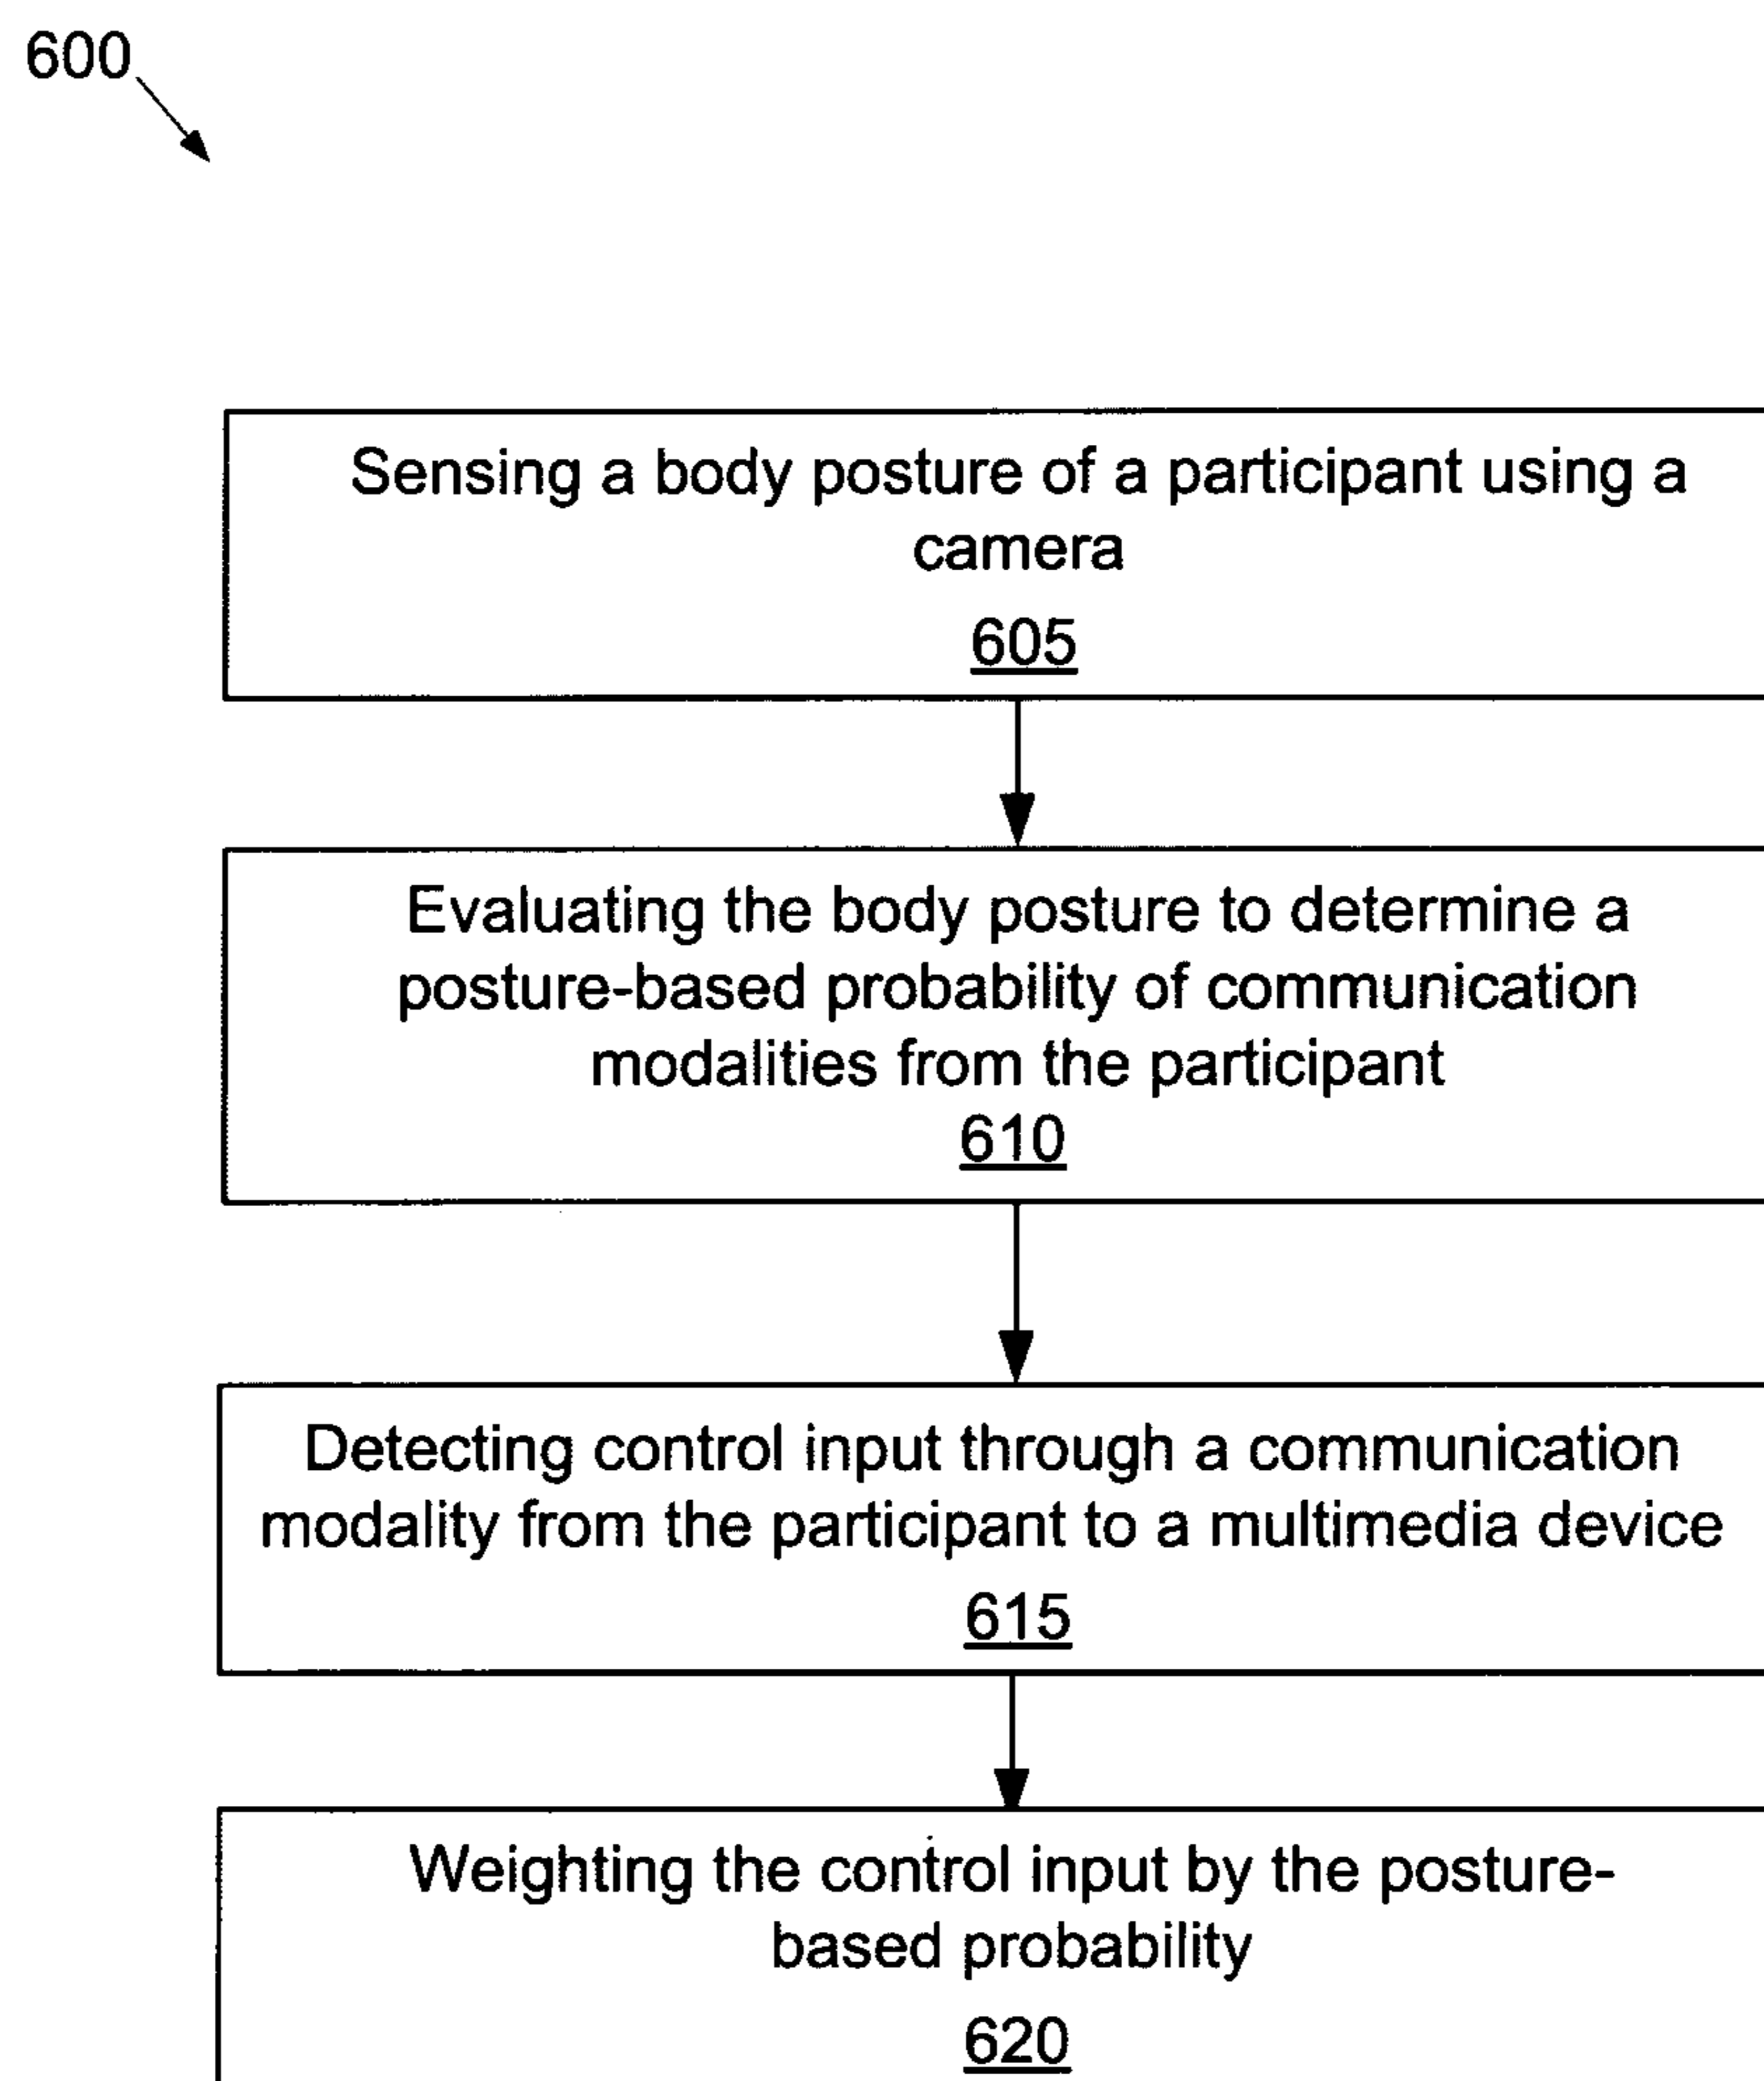 600
Sensing a body posture of a participant using a
camera
605
Evaluating the body posture to determine a
posture-based probability of communication
modalities from the participant
610
Detecting control input through a communication
modality from the participant to a multimedia device
615
Weighting the control input by the posture-
based probability
620